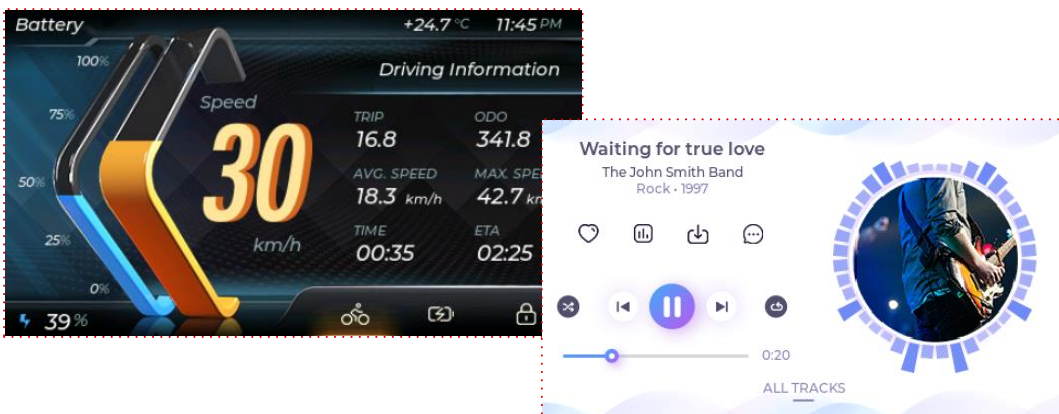 Battery
+24.7 °C 11:45 PM
100%
Driving Information
75%
Speed
30
km/h
TRIP
16.8
ODO
341.8
AVG. SPEED
18.3 km/h
MAX.
42.7
50%
TIME
00:35
ETA
02:25
25%
0%
39%
Waiting for true love
The John Smith Band
Rock • 1997
0:20
ALL TRACKS